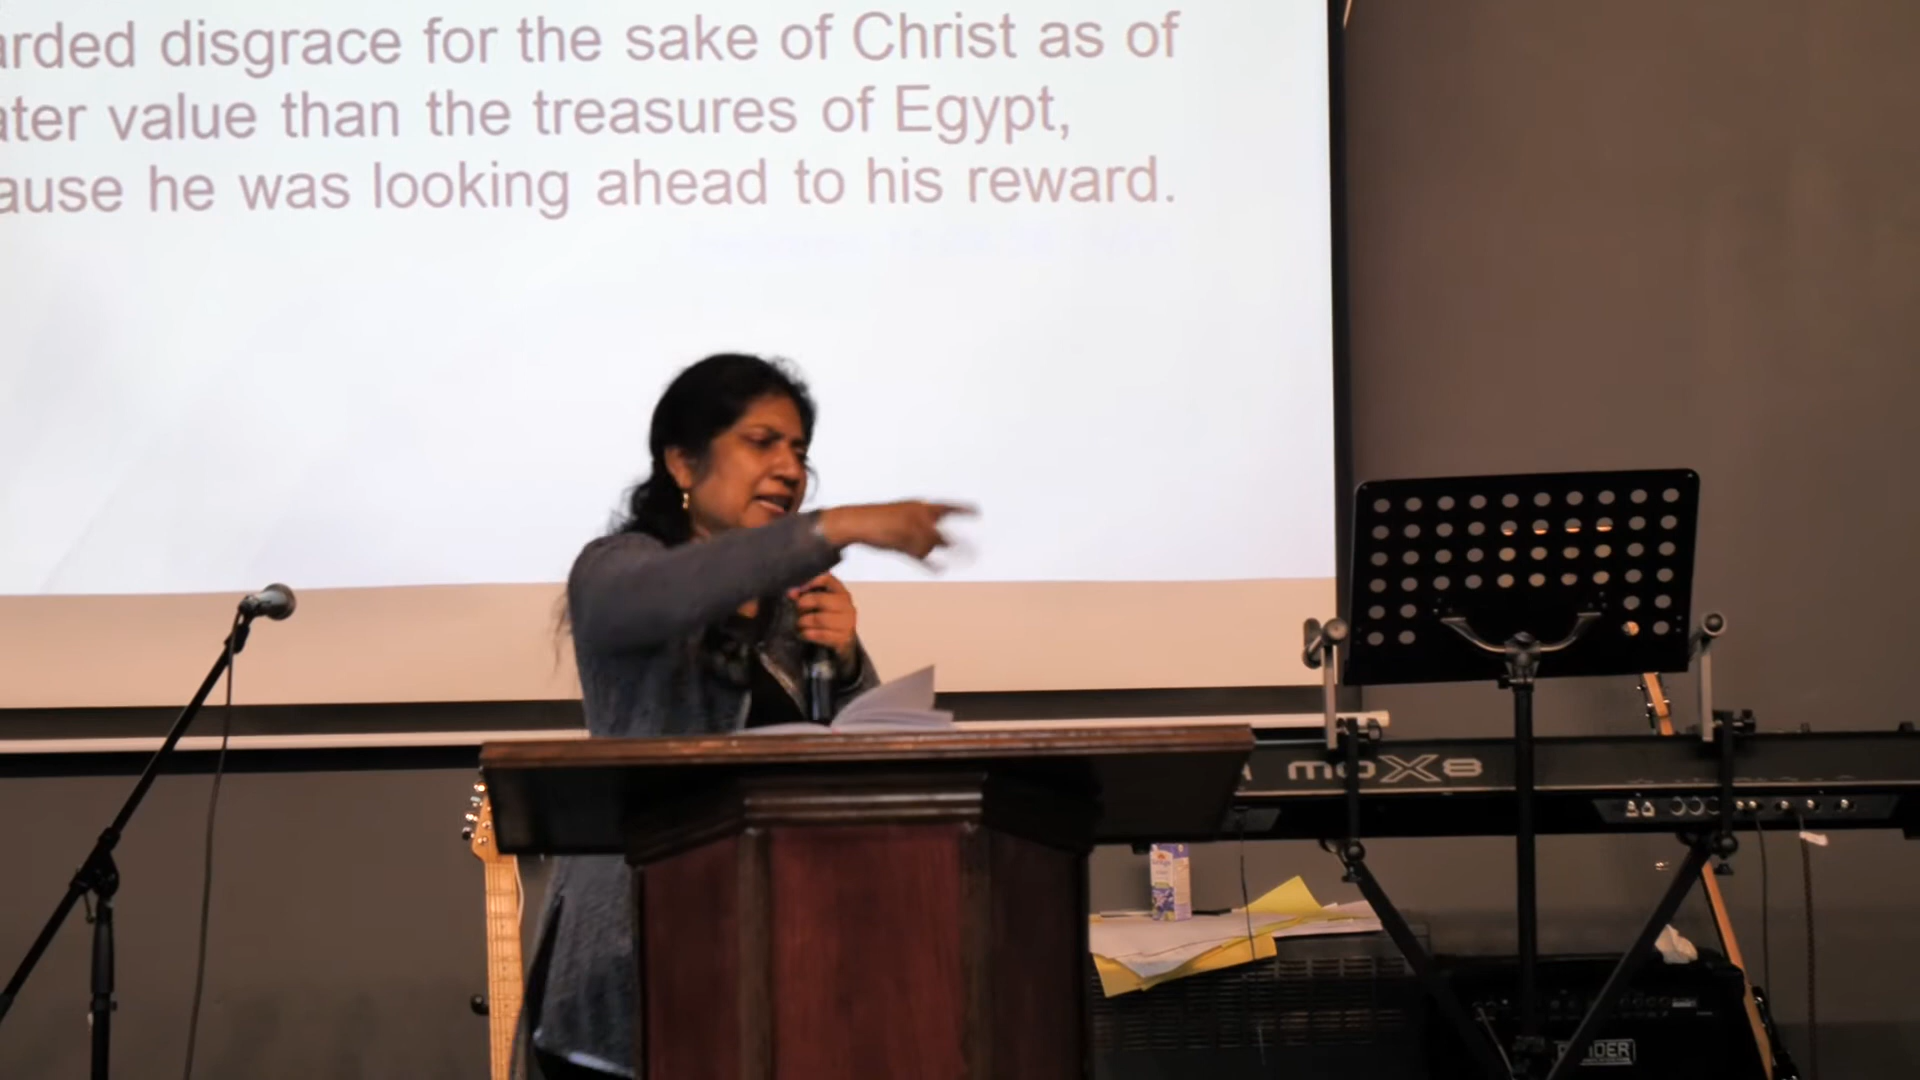 arded disgrace for the sake of Christ as of
ater value than the treasures of Egypt,
ause he was looking ahead to his reward.
moX8